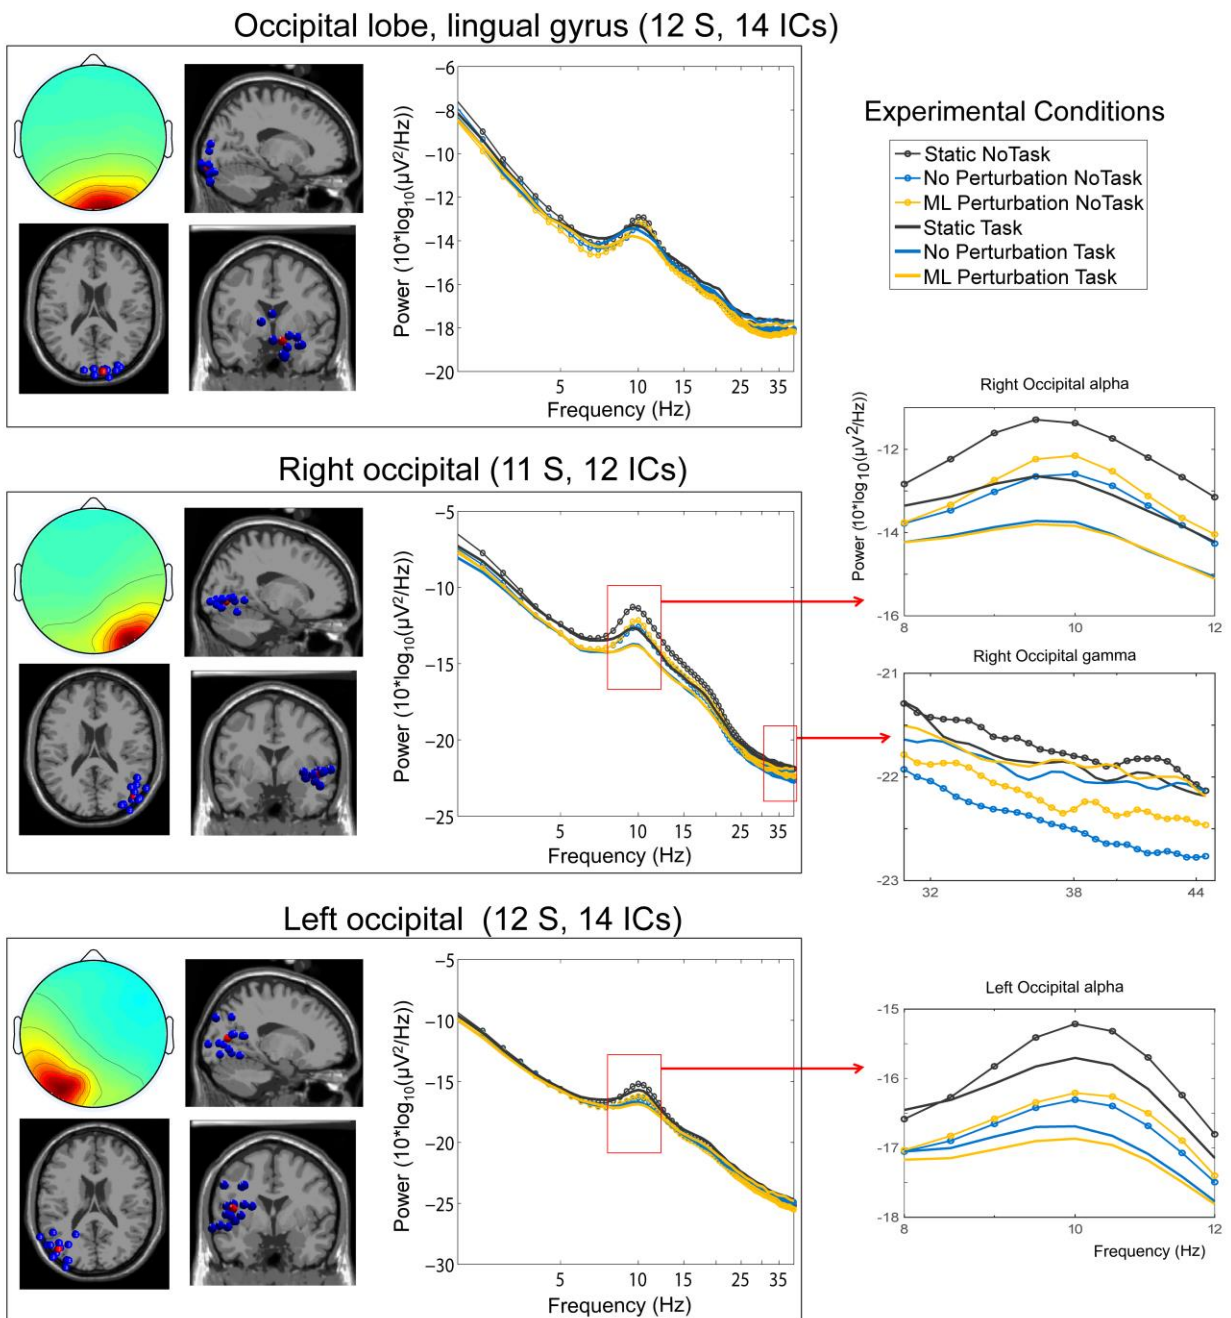 Occipital lobe, lingual gyrus (12 S, 14 ICs)
Power (10*log10(µV²/Hz))
−6
−8
−10
−12
−14
−16
−18
−20
5 10 15 25 35
Frequency (Hz)
Experimental Conditions
Static NoTask
No Perturbation NoTask
ML Perturbation NoTask
Static Task
No Perturbation Task
ML Perturbation Task
Right occipital (11 S, 12 ICs)
Power (10*log10(µV²/Hz))
−5
−10
−15
−20
−25
5 10 15 25 35
Frequency (Hz)
Right Occipital alpha
Power (10*log10(µV²/Hz))
-12
-14
-16
8 10 12
Right Occipital gamma
-21
-22
-23
32 38 44
Left occipital (12 S, 14 ICs)
Power (10*log10(µV²/Hz))
−5
−10
−15
−20
−25
−30
5 10 15 25 35
Frequency (Hz)
Left Occipital alpha
-15
-16
-17
-18
8 10 12
Frequency (Hz)